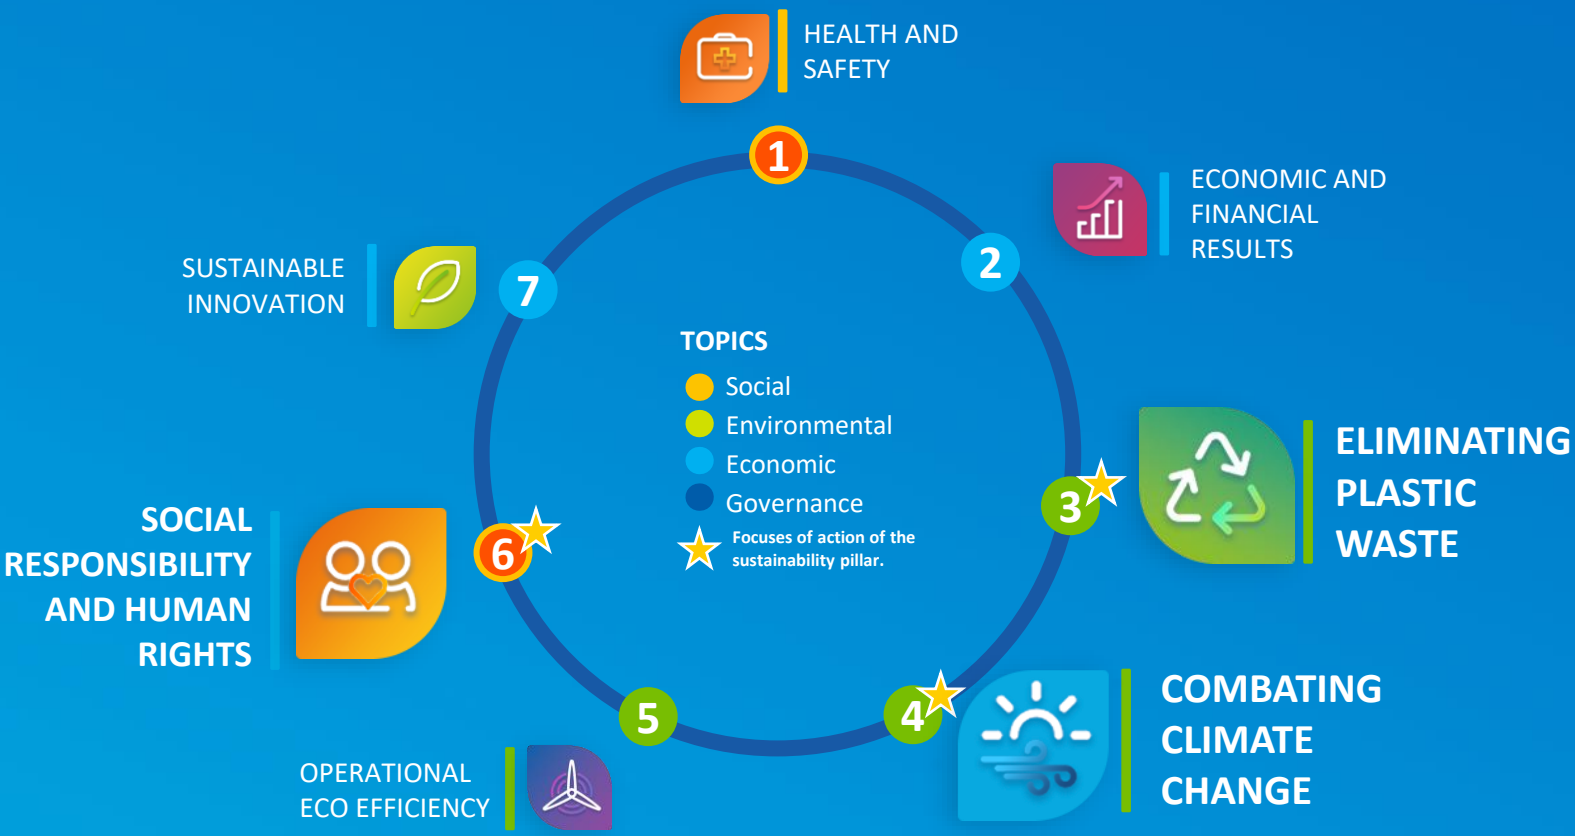 HEALTH AND
SAFETY
1
ECONOMIC AND
FINANCIAL
RESULTS
2
SUSTAINABLE
INNOVATION
7
TOPICS
Social
Environmental
Economic
Governance
Focuses of action of the
sustainability pillar.
ELIMINATING
PLASTIC
WASTE
3
SOCIAL
RESPONSIBILITY
AND HUMAN
RIGHTS
6
COMBATING
CLIMATE
CHANGE
4
5
OPERATIONAL
ECO EFFICIENCY